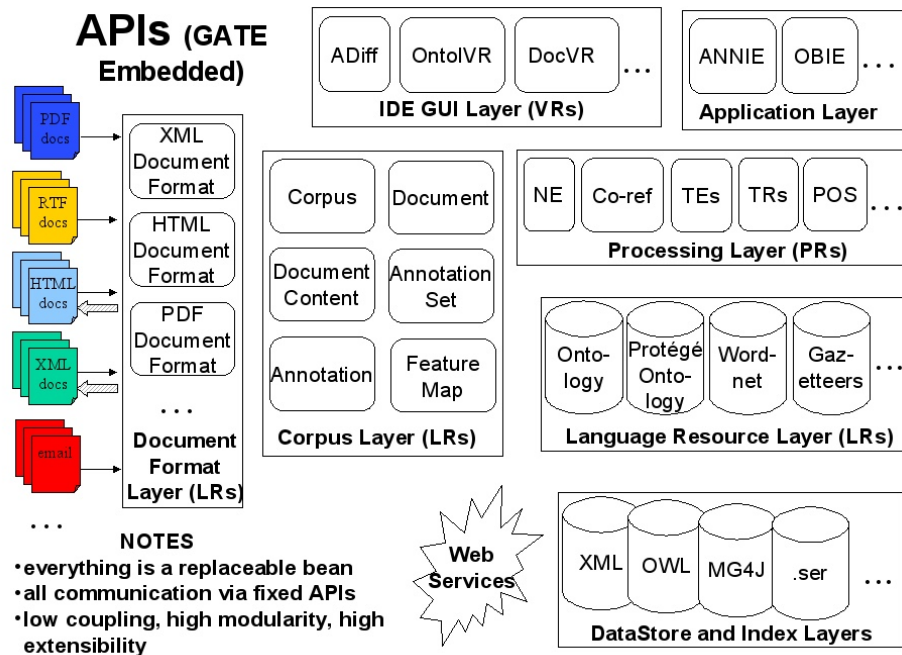 APIs (GATE
Embedded)
PDF
docs
RTF
docs
HTML
docs
XML
docs
email
...
XML
Document
Format
HTML
Document
Format
PDF
Document
Format
...
Document
Format
Layer (LRs)
ADiff
OntolVR
DocVR
...
IDE GUI Layer (VRs)
ANNIE
OBIE
...
Application Layer
Corpus
Document
Document
Content
Annotation
Set
Annotation
Feature
Map
Corpus Layer (LRs)
NE
Co-ref
TEs
TRs
POS
...
Processing Layer (PRs)
Onto-
logy
Protégé
Onto-
logy
Word-
net
Gaz-
etteers
...
Language Resource Layer (LRs)
NOTES
•everything is a replaceable bean
•all communication via fixed APIs
•low coupling, high modularity, high
extensibility
Web
Services
XML
OWL
MG4J
.ser
...
DataStore and Index Layers